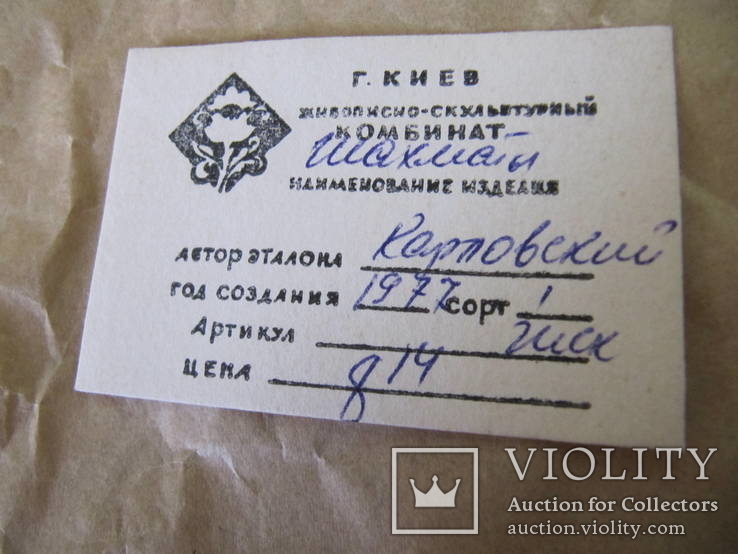 Г. КИЕВ
ЖИВОПИСНО-СКУЛЬПТУРНЫЙ
КОМБИНАТ
Шахматы
НАИМЕНОВАНИЕ ИЗДЕЛИЯ
АВТОР ЭТАЛОНА Карповский
ГОД СОЗДАНИЯ 1977 СОРТ 1
АРТИКУЛ
ЦЕНА 14
VIOLITY
Auction for Collectors
auction.violity.com